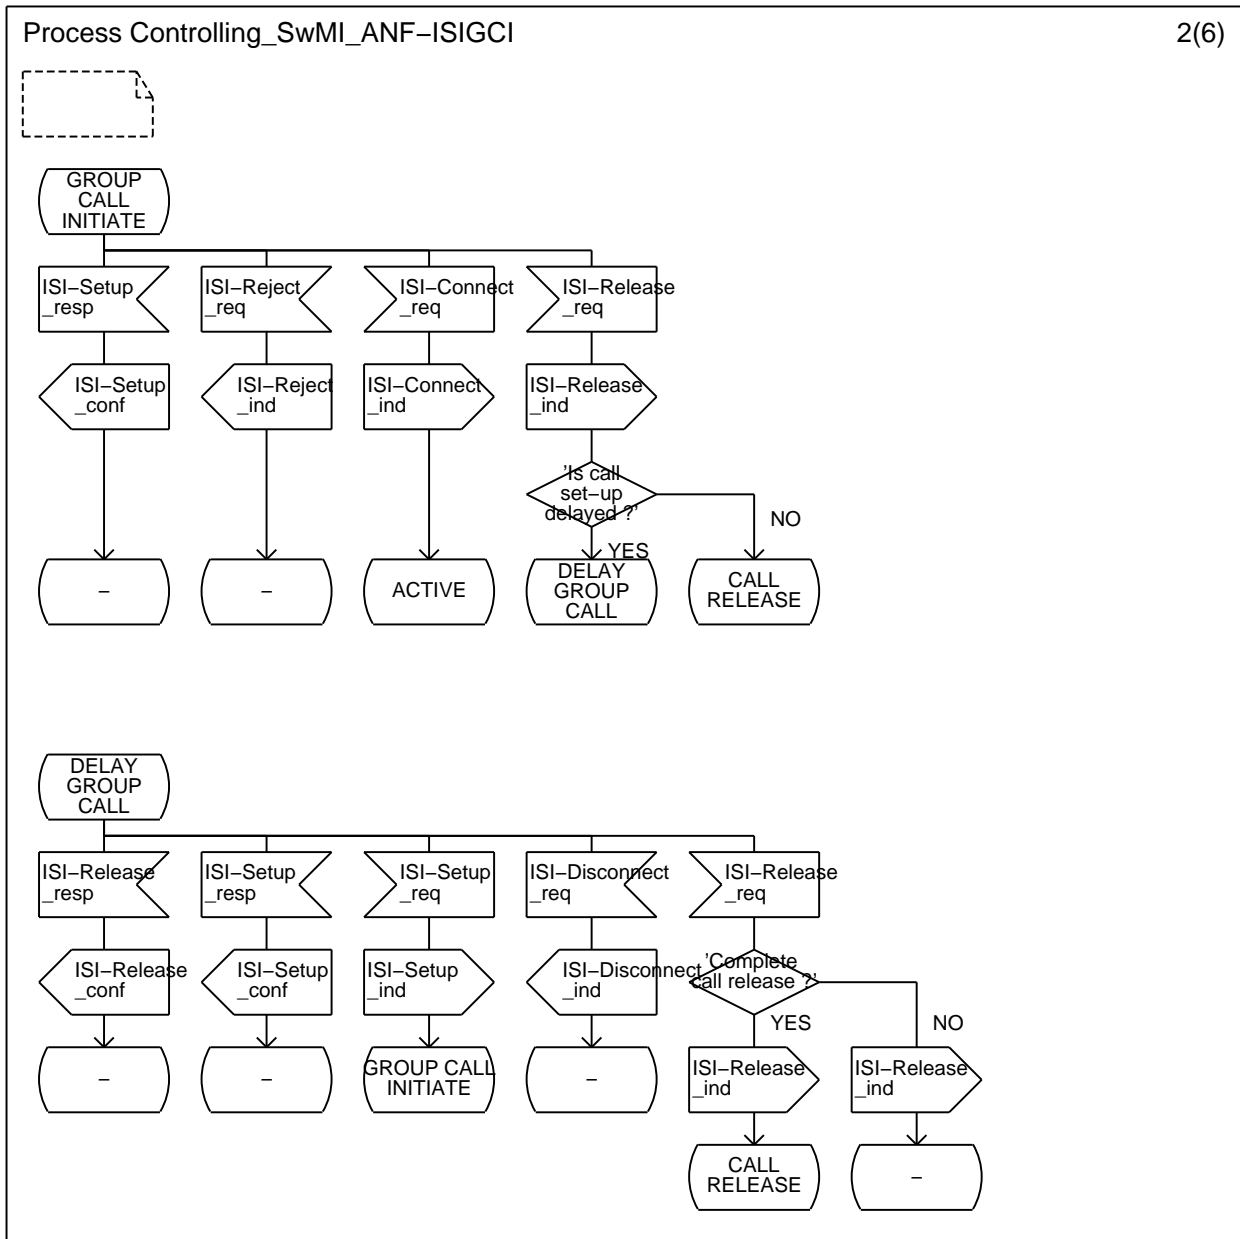 Process Controlling_SwMI_ANF−ISIGCI
2(6)
GROUP
CALL
INITIATE
ISI−Setup
_resp
ISI−Reject
_req
ISI−Connect
_req
ISI−Release
_req
ISI−Setup
_conf
ISI−Reject
_ind
ISI−Connect
_ind
ISI−Release
_ind
'Is call
set−up
delayed ?'
NO
YES
−
−
ACTIVE
DELAY
GROUP
CALL
CALL
RELEASE
DELAY
GROUP
CALL
ISI−Release
_resp
ISI−Setup
_resp
ISI−Setup
_req
ISI−Disconnect
_req
ISI−Release
_req
ISI−Release
_conf
ISI−Setup
_conf
ISI−Setup
_ind
ISI−Disconnect
_ind
'Complete
call release ?'
YES
NO
−
−
GROUP CALL
INITIATE
−
ISI−Release
_ind
ISI−Release
_ind
CALL
RELEASE
−